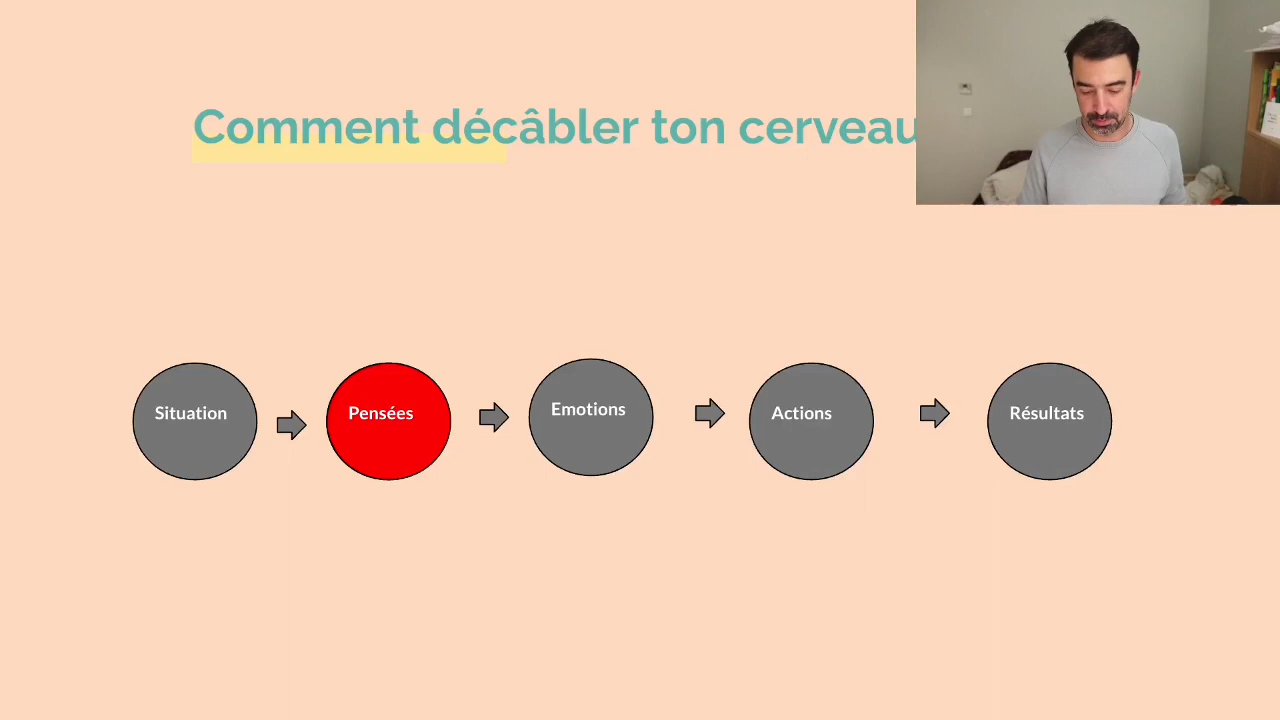 Comment décâbler ton cerveau
Situation
Pensées
Emotions
Actions
Résultats